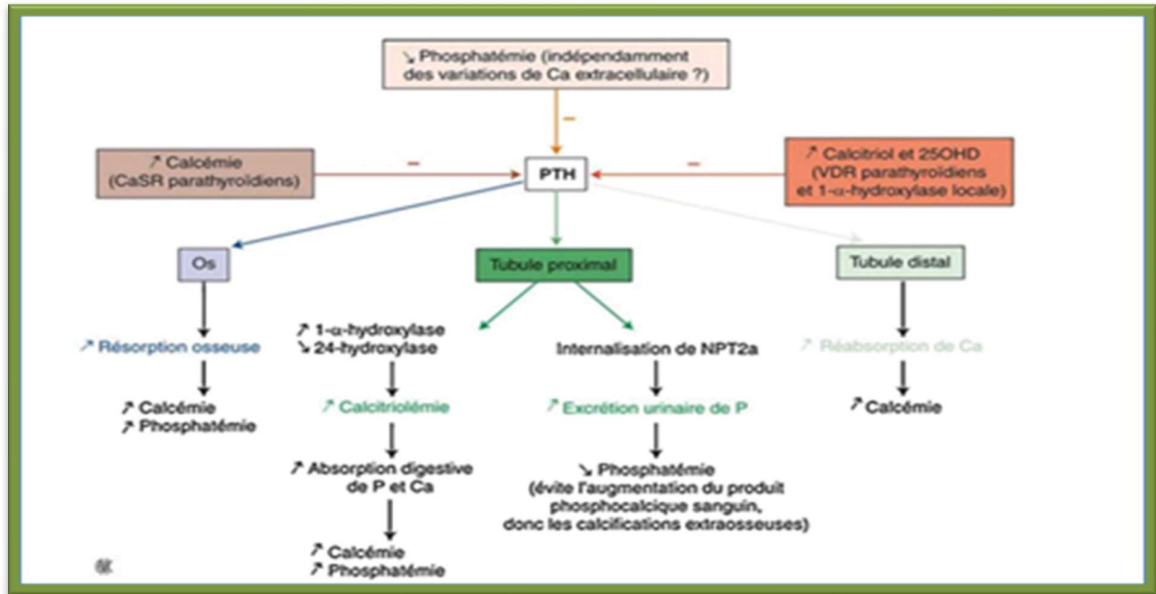 ↘ Phosphatémie (indépendamment
des variations de Ca extracellulaire ?)
–
↗ Calcémie
(CaSR parathyroïdiens)
–
PTH
–
↗ Calcitriol et 25OHD
(VDR parathyroïdiens
et 1-α-hydroxylase locale)
Os
Tubule proximal
Tubule distal
↗ Résorption osseuse
↗ Calcémie
↗ Phosphatémie
↗ 1-α-hydroxylase
↘ 24-hydroxylase
↗ Calcitriolémie
↗ Absorption digestive
de P et Ca
↗ Calcémie
↗ Phosphatémie
Internalisation de NPT2a
↗ Excrétion urinaire de P
↘ Phosphatémie
(évite l'augmentation du produit
phosphocalcique sanguin,
donc les calcifications extraosseuses)
↗ Réabsorption de Ca
↗ Calcémie